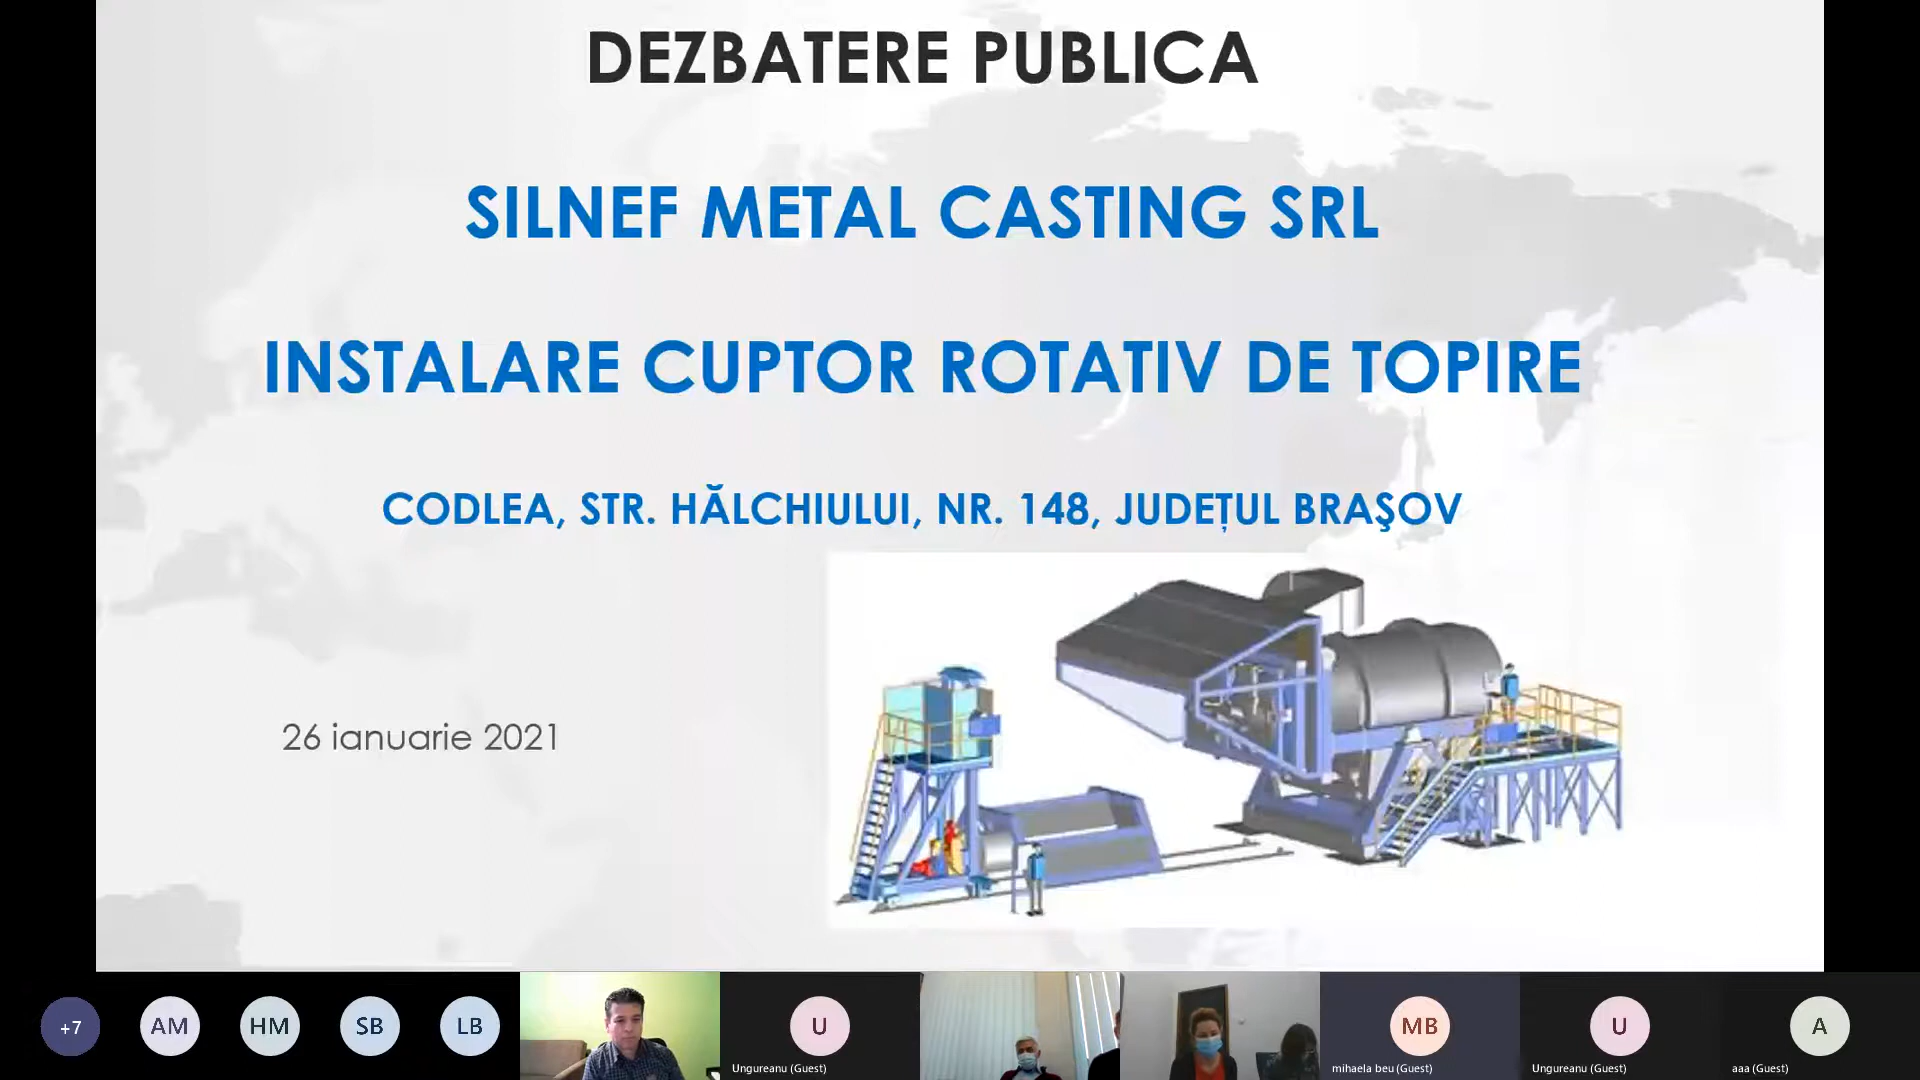 DEZBATERE PUBLICA
SILNEF METAL CASTING SRL
INSTALARE CUPTOR ROTATIV DE TOPIRE
CODLEA, STR. HĂLCHIULUI, NR. 148, JUDEȚUL BRAŞOV
26 ianuarie 2021
+7
AM
HM
SB
LB
U
Ungureanu (Guest)
MB
mihaela beu (Guest)
U
Ungureanu (Guest)
A
aaa (Guest)